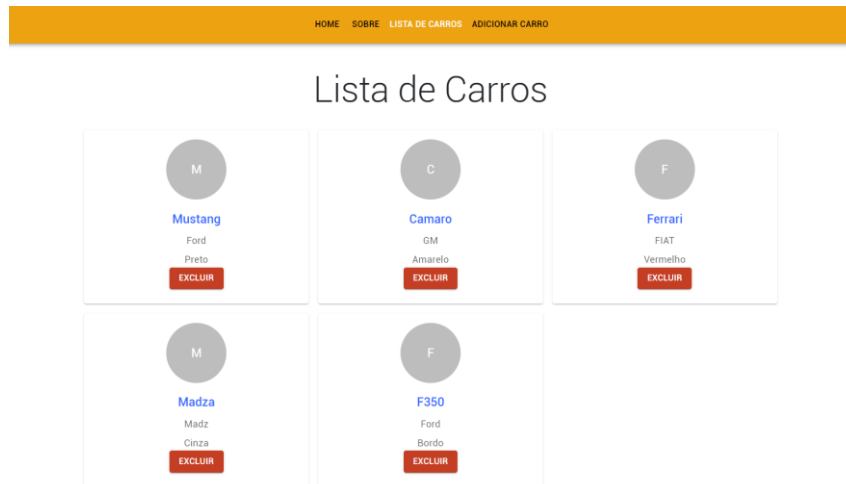 HOME SOBRE LISTA DE CARROS ADICIONAR CARRO
Lista de Carros
M
Mustang
Ford
Preto
EXCLUIR
C
Camaro
GM
Amarelo
EXCLUIR
F
Ferrari
FIAT
Vermelho
EXCLUIR
M
Madza
Madz
Cinza
EXCLUIR
F
F350
Ford
Bordo
EXCLUIR